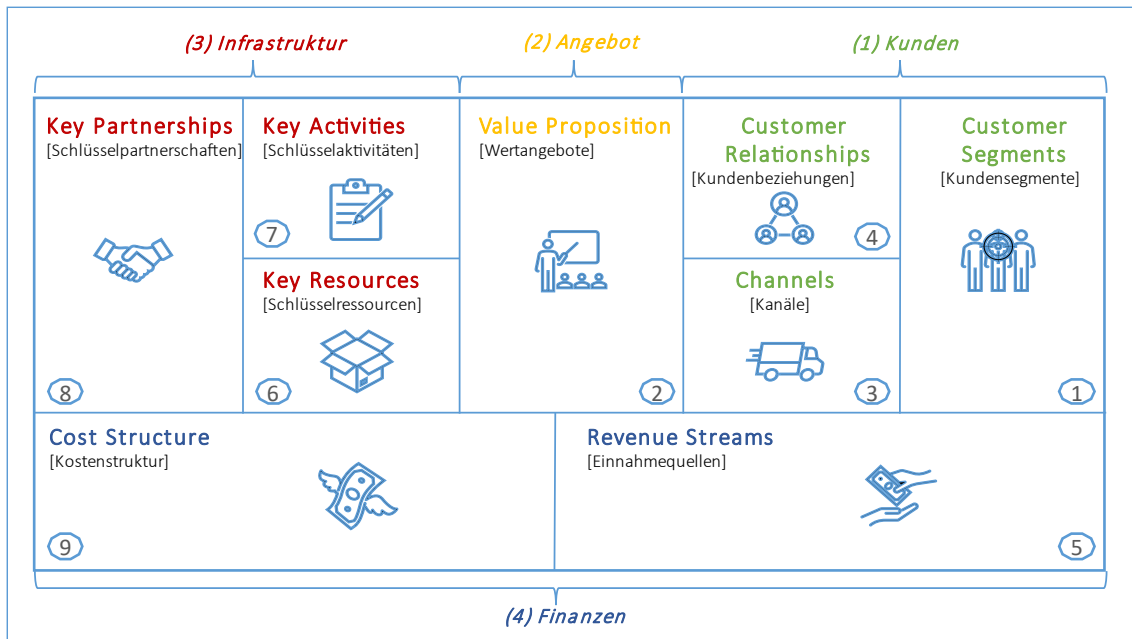 (3) Infrastruktur
(2) Angebot
(1) Kunden
Key Partnerships
[Schlüsselpartnerschaften]
8
Key Activities
[Schlüsselaktivitäten]
7
Key Resources
[Schlüsselressourcen]
6
Value Proposition
[Wertangebote]
2
Customer
Relationships
[Kundenbeziehungen]
4
Channels
[Kanäle]
3
Customer
Segments
[Kundensegmente]
1
Cost Structure
[Kostenstruktur]
9
Revenue Streams
[Einnahmequellen]
5
(4) Finanzen